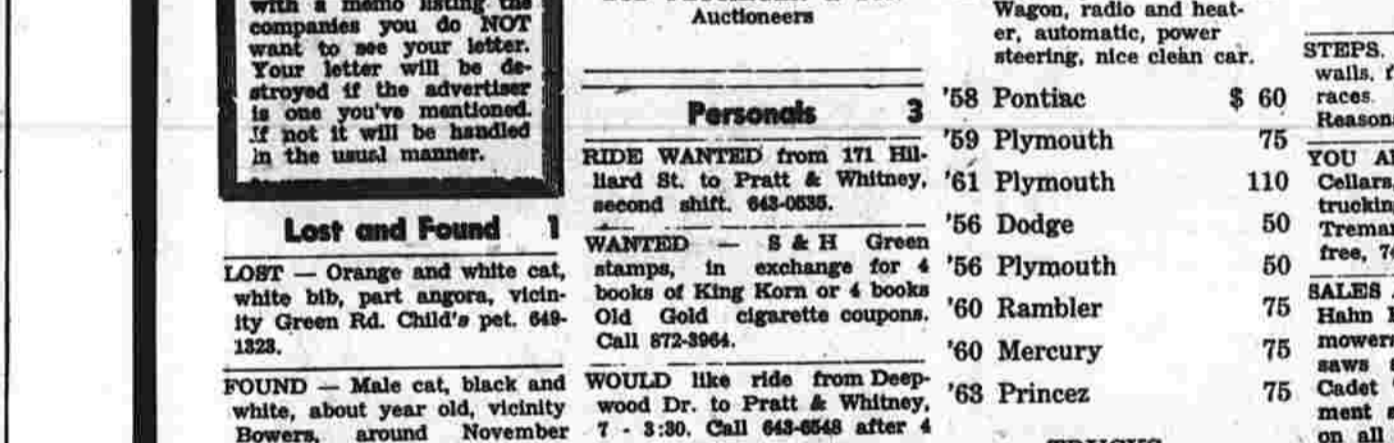 with a memo listing the
companies you do NOT
want to see your letter.
Your letter will be de-
stroyed if the advertiser
is one you've mentioned.
If not it will be handled
in the usual manner.
Lost and Found 1
LOST — Orange and white cat,
white bib, part angora, vicin-
ity Green Rd. Child's pet. 649-
1323.
FOUND — Male cat, black and
white, about year old, vicinity
Bowers, around November
Auctioneers
Personals 3
RIDE WANTED from 171 Hil-
liard St. to Pratt & Whitney,
second shift. 643-0535.
WANTED — S & H Green
stamps, in exchange for 4
books of King Korn or 4 books
Old Gold cigarette coupons.
Call 872-3964.
WOULD like ride from Deep-
wood Dr. to Pratt & Whitney,
7 - 3:30. Call 643-6548 after 4
Wagon, radio and heat-
er, automatic, power
steering, nice clean car.
'58 Pontiac $ 60
'59 Plymouth 75
'61 Plymouth 110
'56 Dodge 50
'56 Plymouth 50
'60 Rambler 75
'60 Mercury 75
'63 Princez 75
STEPS.
walls,
races.
Reason
YOU
Cellars,
truckin
Tremar
free,
SALES
Hahn
mowers
saws
Cadet
ment
on all